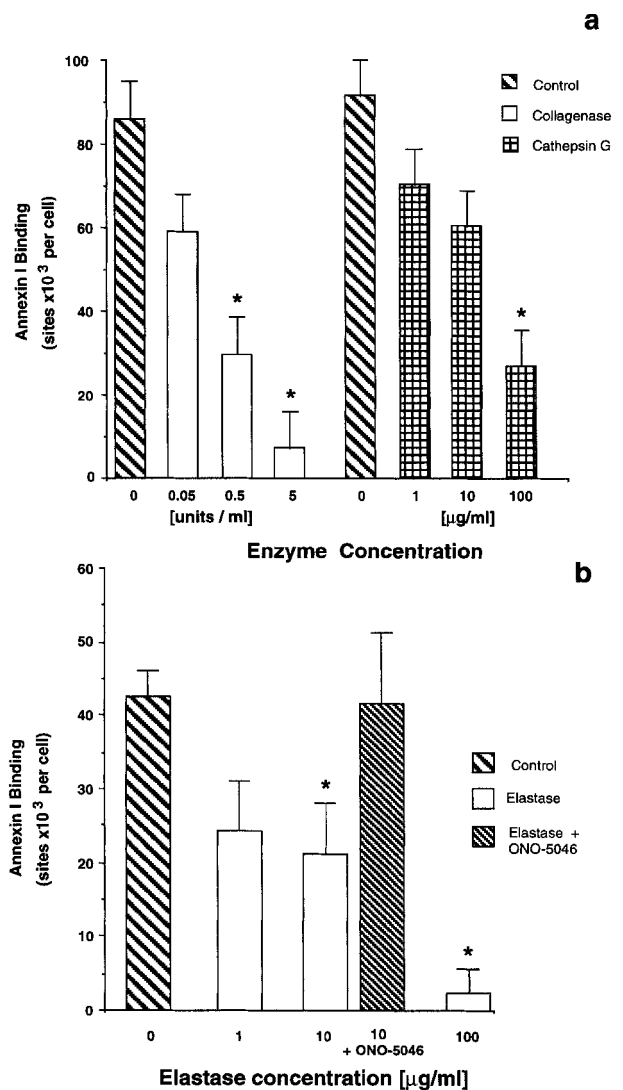 a
100
80
60
40
20
0
Annexin I Binding
(sites x10 3 per cell)
Control
Collagenase
Cathepsin G
*
*
*
0 0.05 0.5 5 0 1 10 100
[units / ml] [µg/ml]
Enzyme Concentration
b
60
50
40
30
20
10
0
Annexin I Binding
(sites x10 3 per cell)
Control
Elastase
Elastase +
ONO-5046
*
*
0 1 10 10 100
+ ONO-5046
Elastase concentration [µg/ml]